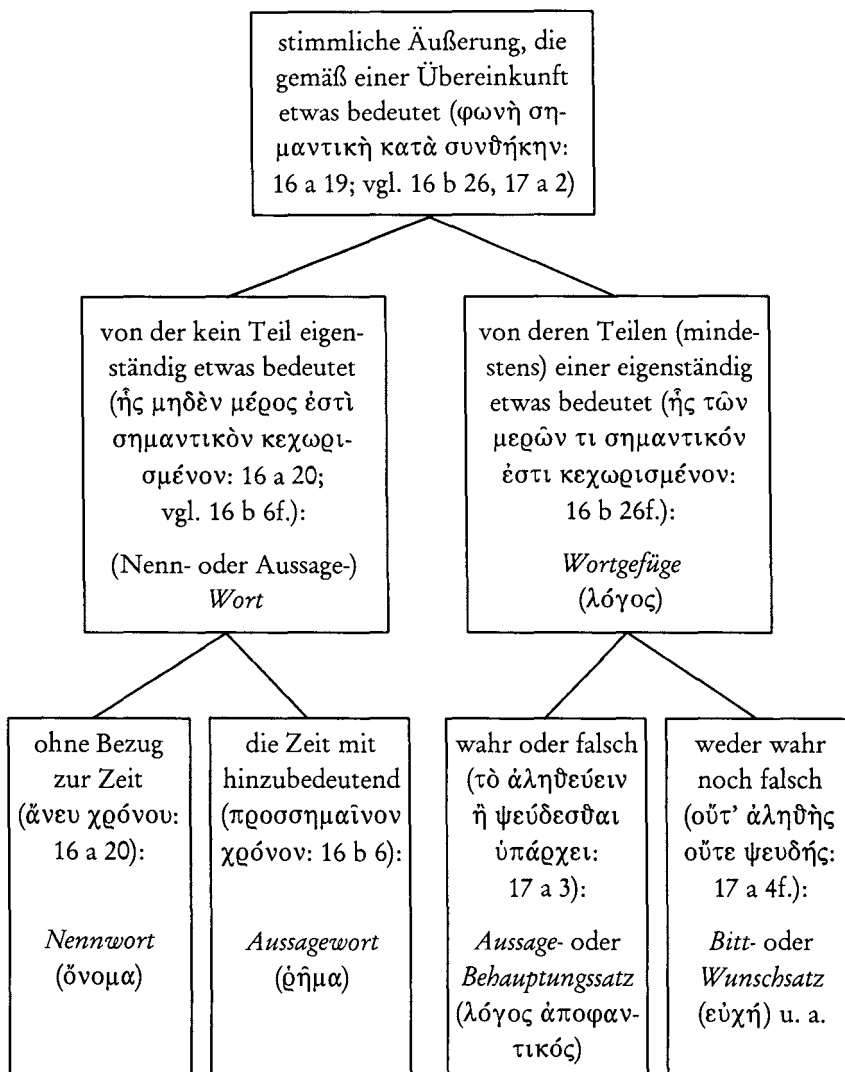 stimmliche Äußerung, die
gemäß einer Übereinkunft
etwas bedeutet (φωνὴ ση-
μαντικὴ κατὰ συνθήκην:
16 a 19; vgl. 16 b 26, 17 a 2)
von der kein Teil eigen-
ständig etwas bedeutet
(ἧς μηδὲν μέρος ἐστὶ
σημαντικὸν κεχωρι-
σμένον: 16 a 20;
vgl. 16 b 6f.):
(Nenn- oder Aussage-)
Wort
von deren Teilen (minde-
stens) einer eigenständig
etwas bedeutet (ἧς τῶν
μερῶν τι σημαντικόν
ἐστι κεχωρισμένον:
16 b 26f.):
Wortgefüge
(λόγος)
ohne Bezug
zur Zeit
(ἄνευ χρόνου:
16 a 20):
Nennwort
(ὄνομα)
die Zeit mit
hinzubedeutend
(προσσημαῖνον
χρόνον: 16 b 6):
Aussagewort
(ῥῆμα)
wahr oder falsch
(τὸ ἀληθεύειν
ἢ ψεύδεσθαι
ὑπάρχει:
17 a 3):
Aussage- oder
Behauptungssatz
(λόγος ἀποφαν-
τικός)
weder wahr
noch falsch
(οὔτ’ ἀληθὴς
οὔτε ψευδής:
17 a 4f.):
Bitt- oder
Wunschsatz
(εὐχή) u. a.